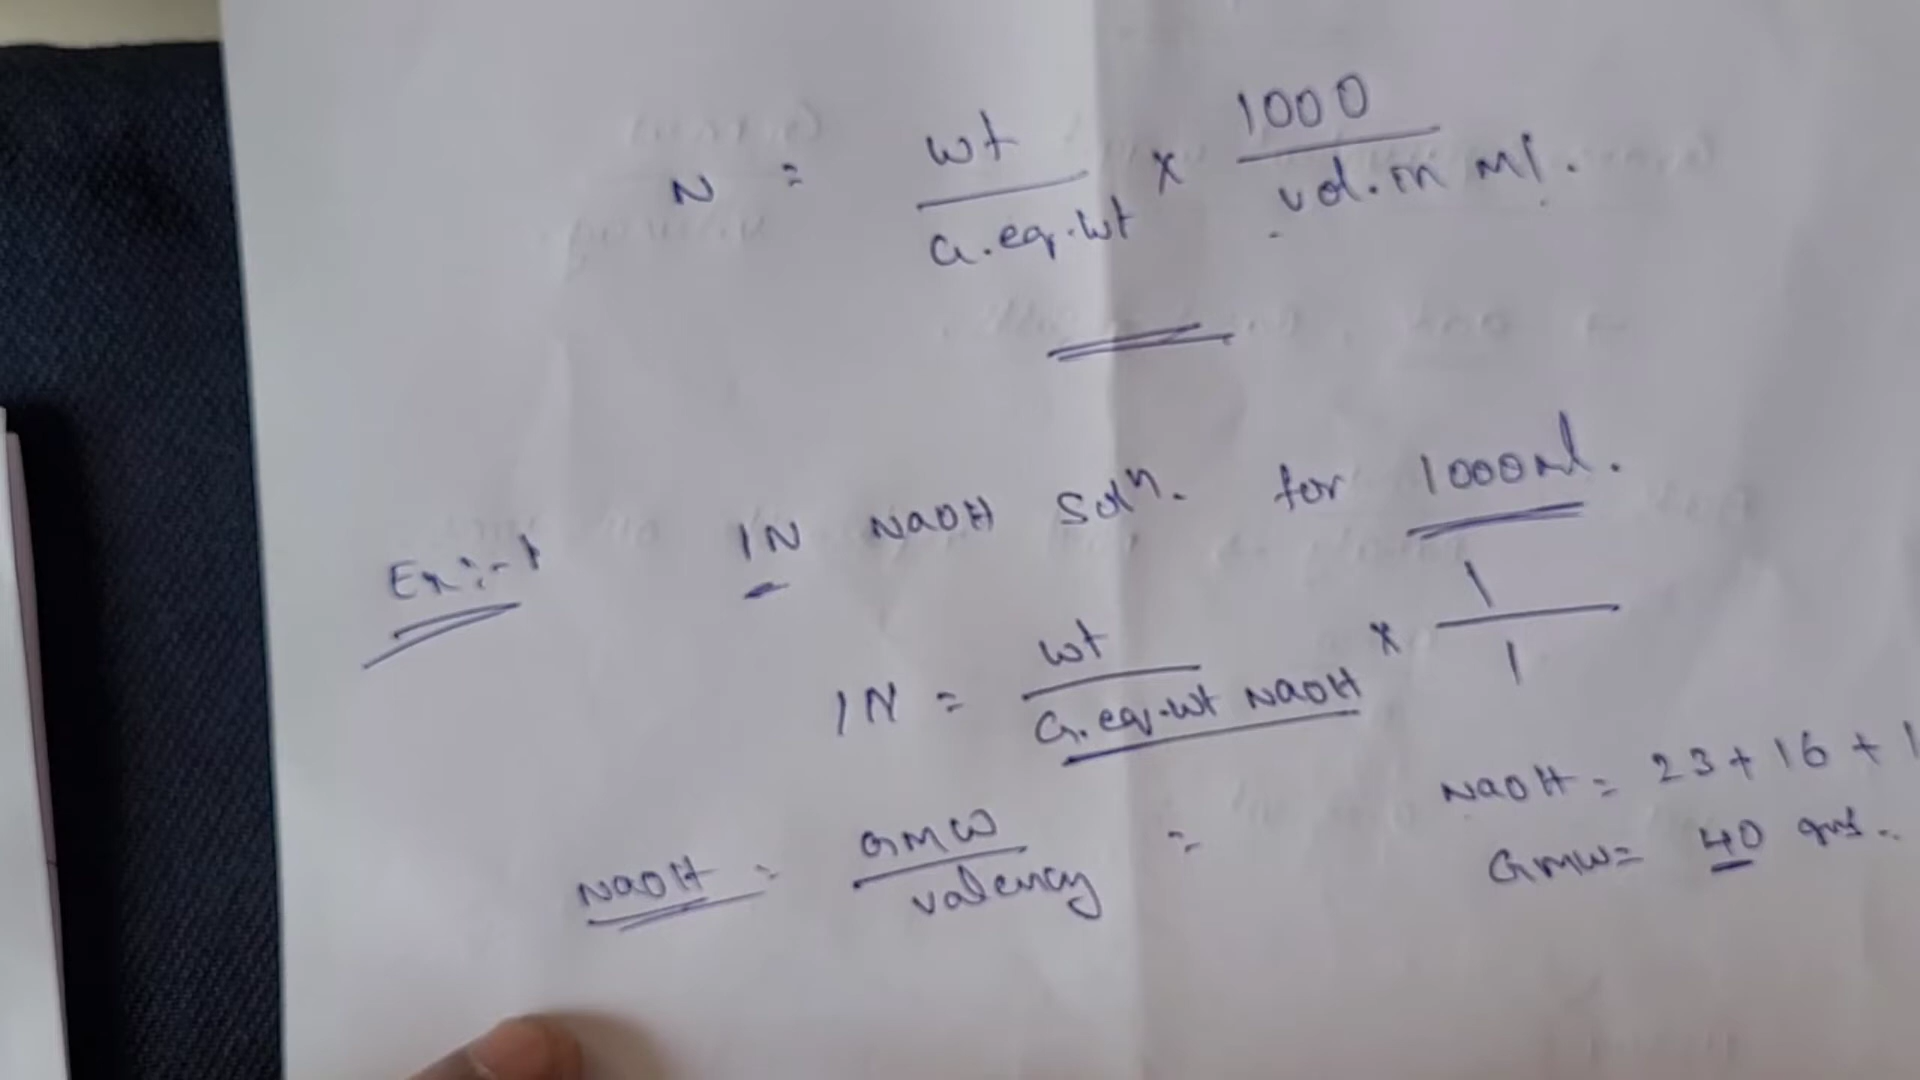 N = wt / G.eq.wt × 1000 / vol.in ml.
Ex:-1 1N NaOH Solⁿ. for 1000ml.
1N = wt / G.eq.wt NaOH × 1 / 1
NaOH = GMW / valency =
NaOH = 23 + 16 + 1
GMW = 40 gms.